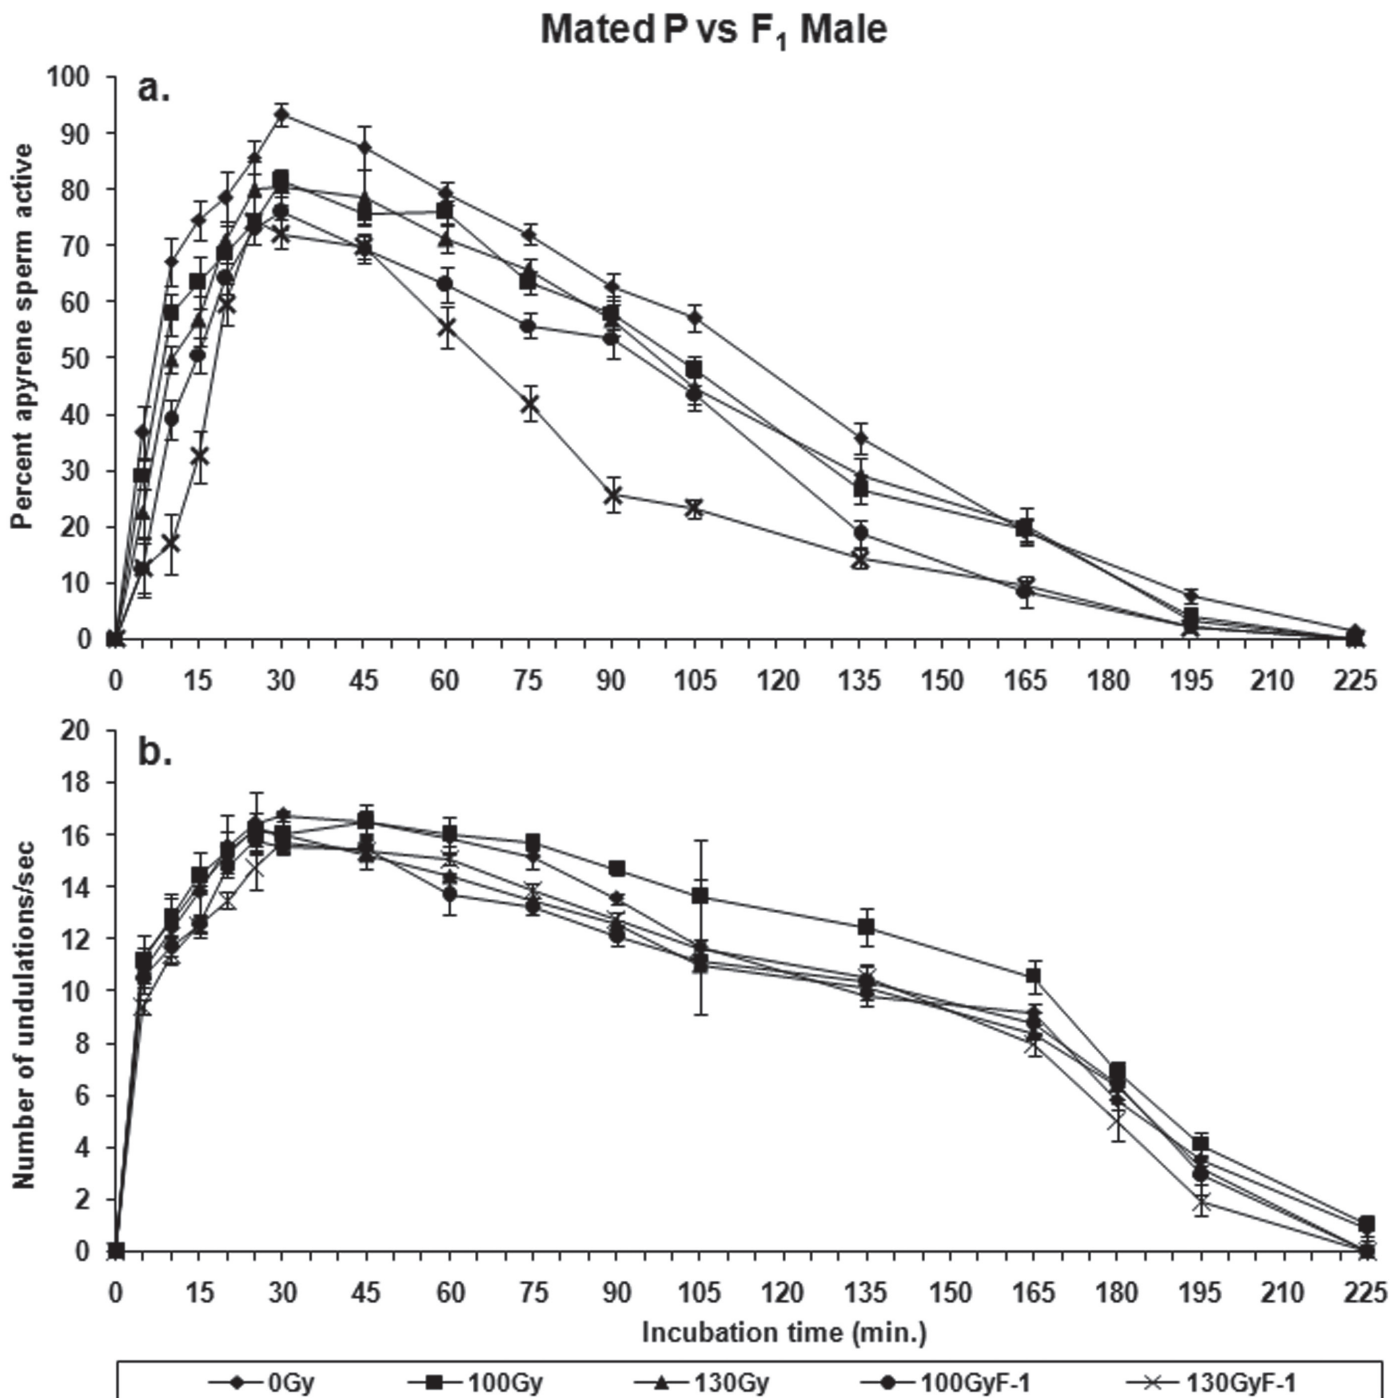 Mated P vs F₁ Male
a.
Percent apyrene sperm active
100
90
80
70
60
50
40
30
20
10
0
0 15 30 45 60 75 90 105 120 135 150 165 180 195 210 225
b.
Number of undulations/sec
20
18
16
14
12
10
8
6
4
2
0
0 15 30 45 60 75 90 105 120 135 150 165 180 195 210 225
Incubation time (min.)
0Gy 100Gy 130Gy 100GyF-1 130GyF-1